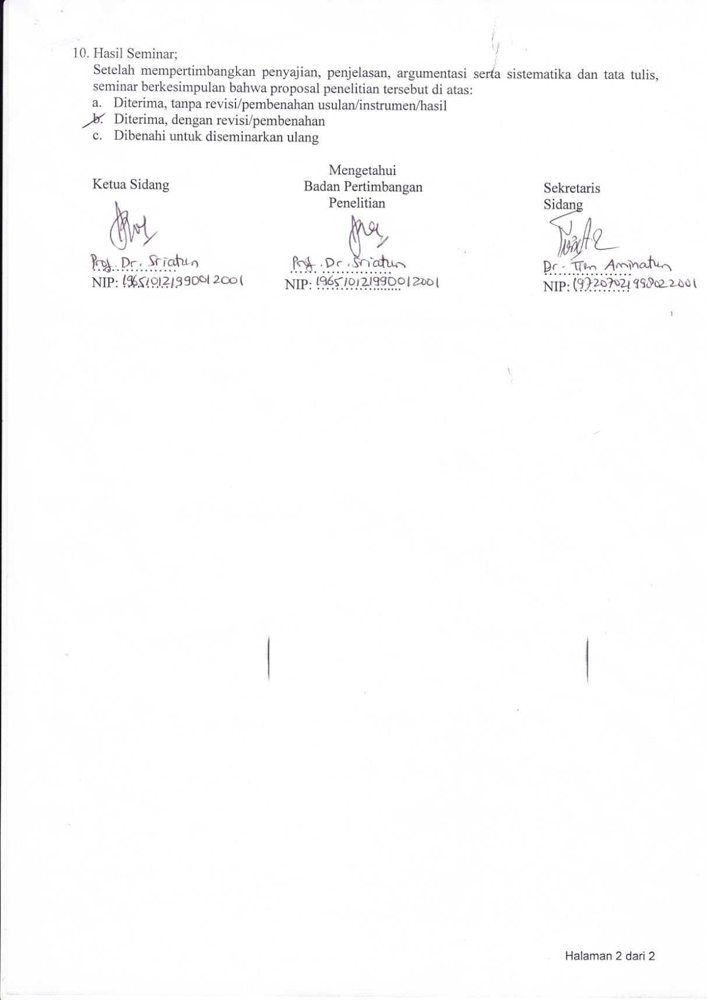 10. Hasil Seminar;
Setelah mempertimbangkan penyajian, penjelasan, argumentasi serta sistematika dan tata tulis,
seminar berkesimpulan bahwa proposal penelitian tersebut di atas:
a. Diterima, tanpa revisi/pembenahan usulan/instrumen/hasil
b. Diterima, dengan revisi/pembenahan
c. Dibenahi untuk diseminarkan ulang
Ketua Sidang
Prof. Dr. Sriatun
NIP: 196510121990012001
Mengetahui
Badan Pertimbangan
Penelitian
Prof. Dr. Sriatun
NIP: 196510121990012001
Sekretaris
Sidang
Dr. Tien Aminatun
NIP: 197207021998022001
Halaman 2 dari 2